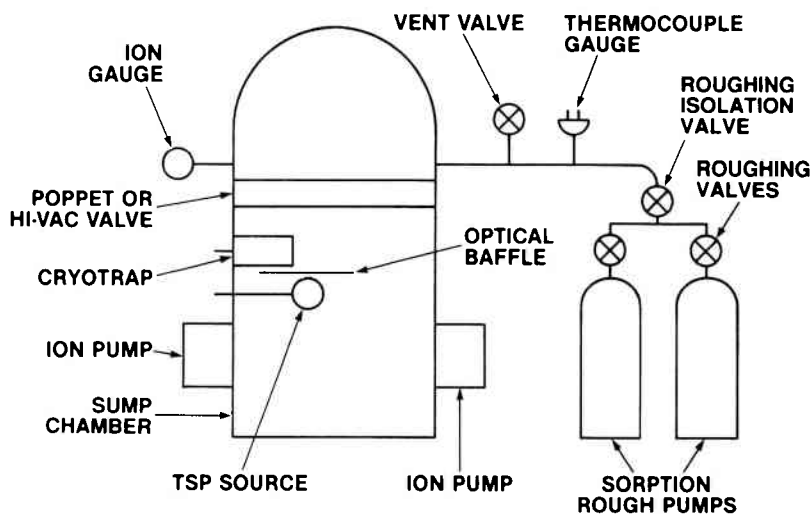 ION
GAUGE
VENT VALVE
THERMOCOUPLE
GAUGE
ROUGHING
ISOLATION
VALVE
ROUGHING
VALVES
POPPET OR
HI-VAC VALVE
OPTICAL
BAFFLE
CRYOTRAP
ION PUMP
SUMP
CHAMBER
TSP SOURCE
ION PUMP
SORPTION
ROUGH PUMPS